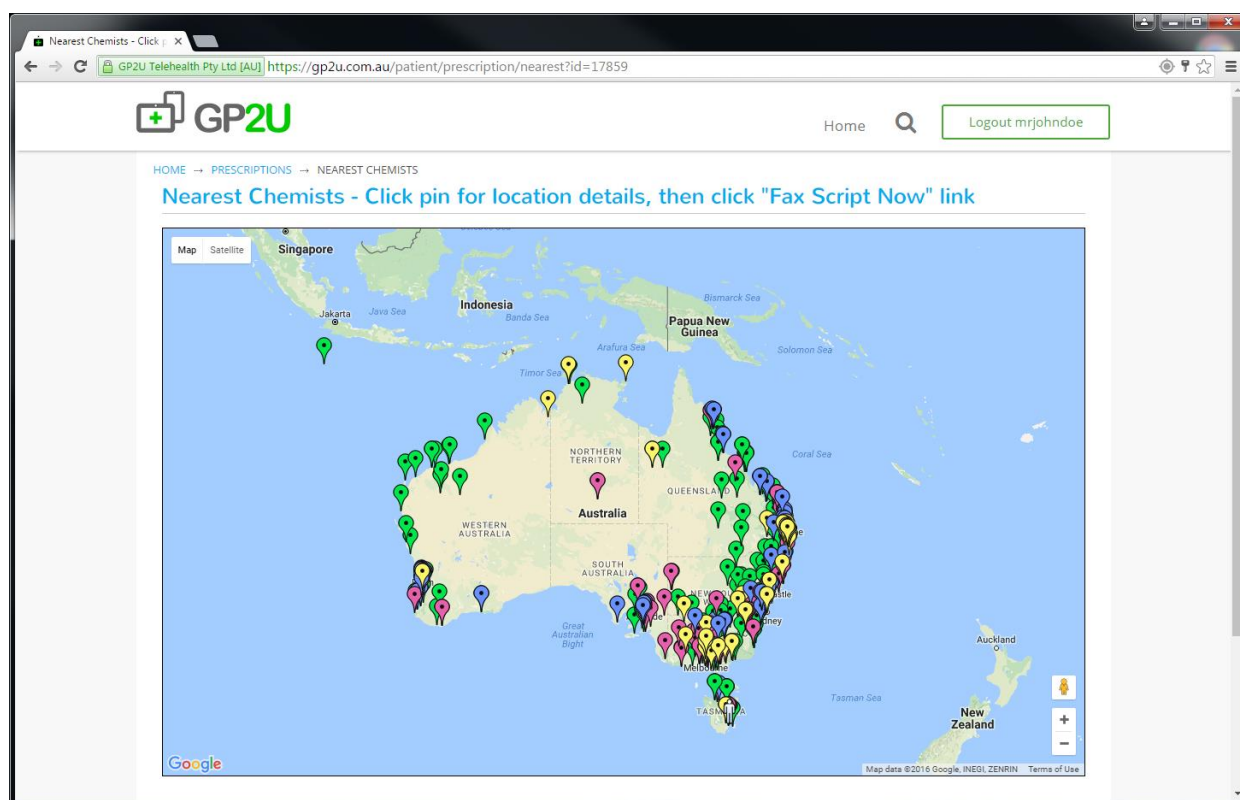 Nearest Chemists - Click p
GP2U Telehealth Pty Ltd [AU] https://gp2u.com.au/patient/prescription/nearest?id=17859
GP2U
Home
Logout mrjohndoe
HOME → PRESCRIPTIONS → NEAREST CHEMISTS
Nearest Chemists - Click pin for location details, then click "Fax Script Now" link
Map Satellite
Singapore
Indonesia
Bismarck Sea
Jakarta
Java Sea
Banda Sea
Papua New
Guinea
Arafura Sea
Solomon Sea
Timor Sea
NORTHERN
TERRITORY
Coral Sea
QUEENSLAND
Australia
WESTERN
AUSTRALIA
SOUTH
AUSTRALIA
Great
Australian
Bight
Auckland
Melbourne
Tasman Sea
New
Zealand
+
−
Google
Map data ©2016 Google, INEGI, ZENRIN Terms of Use